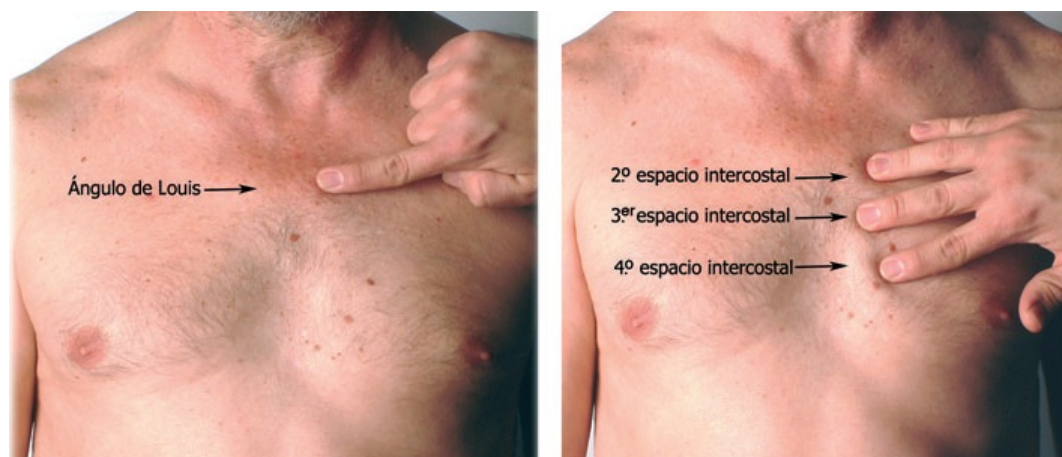 Ángulo de Louis
2.º espacio intercostal
3.er espacio intercostal
4.º espacio intercostal